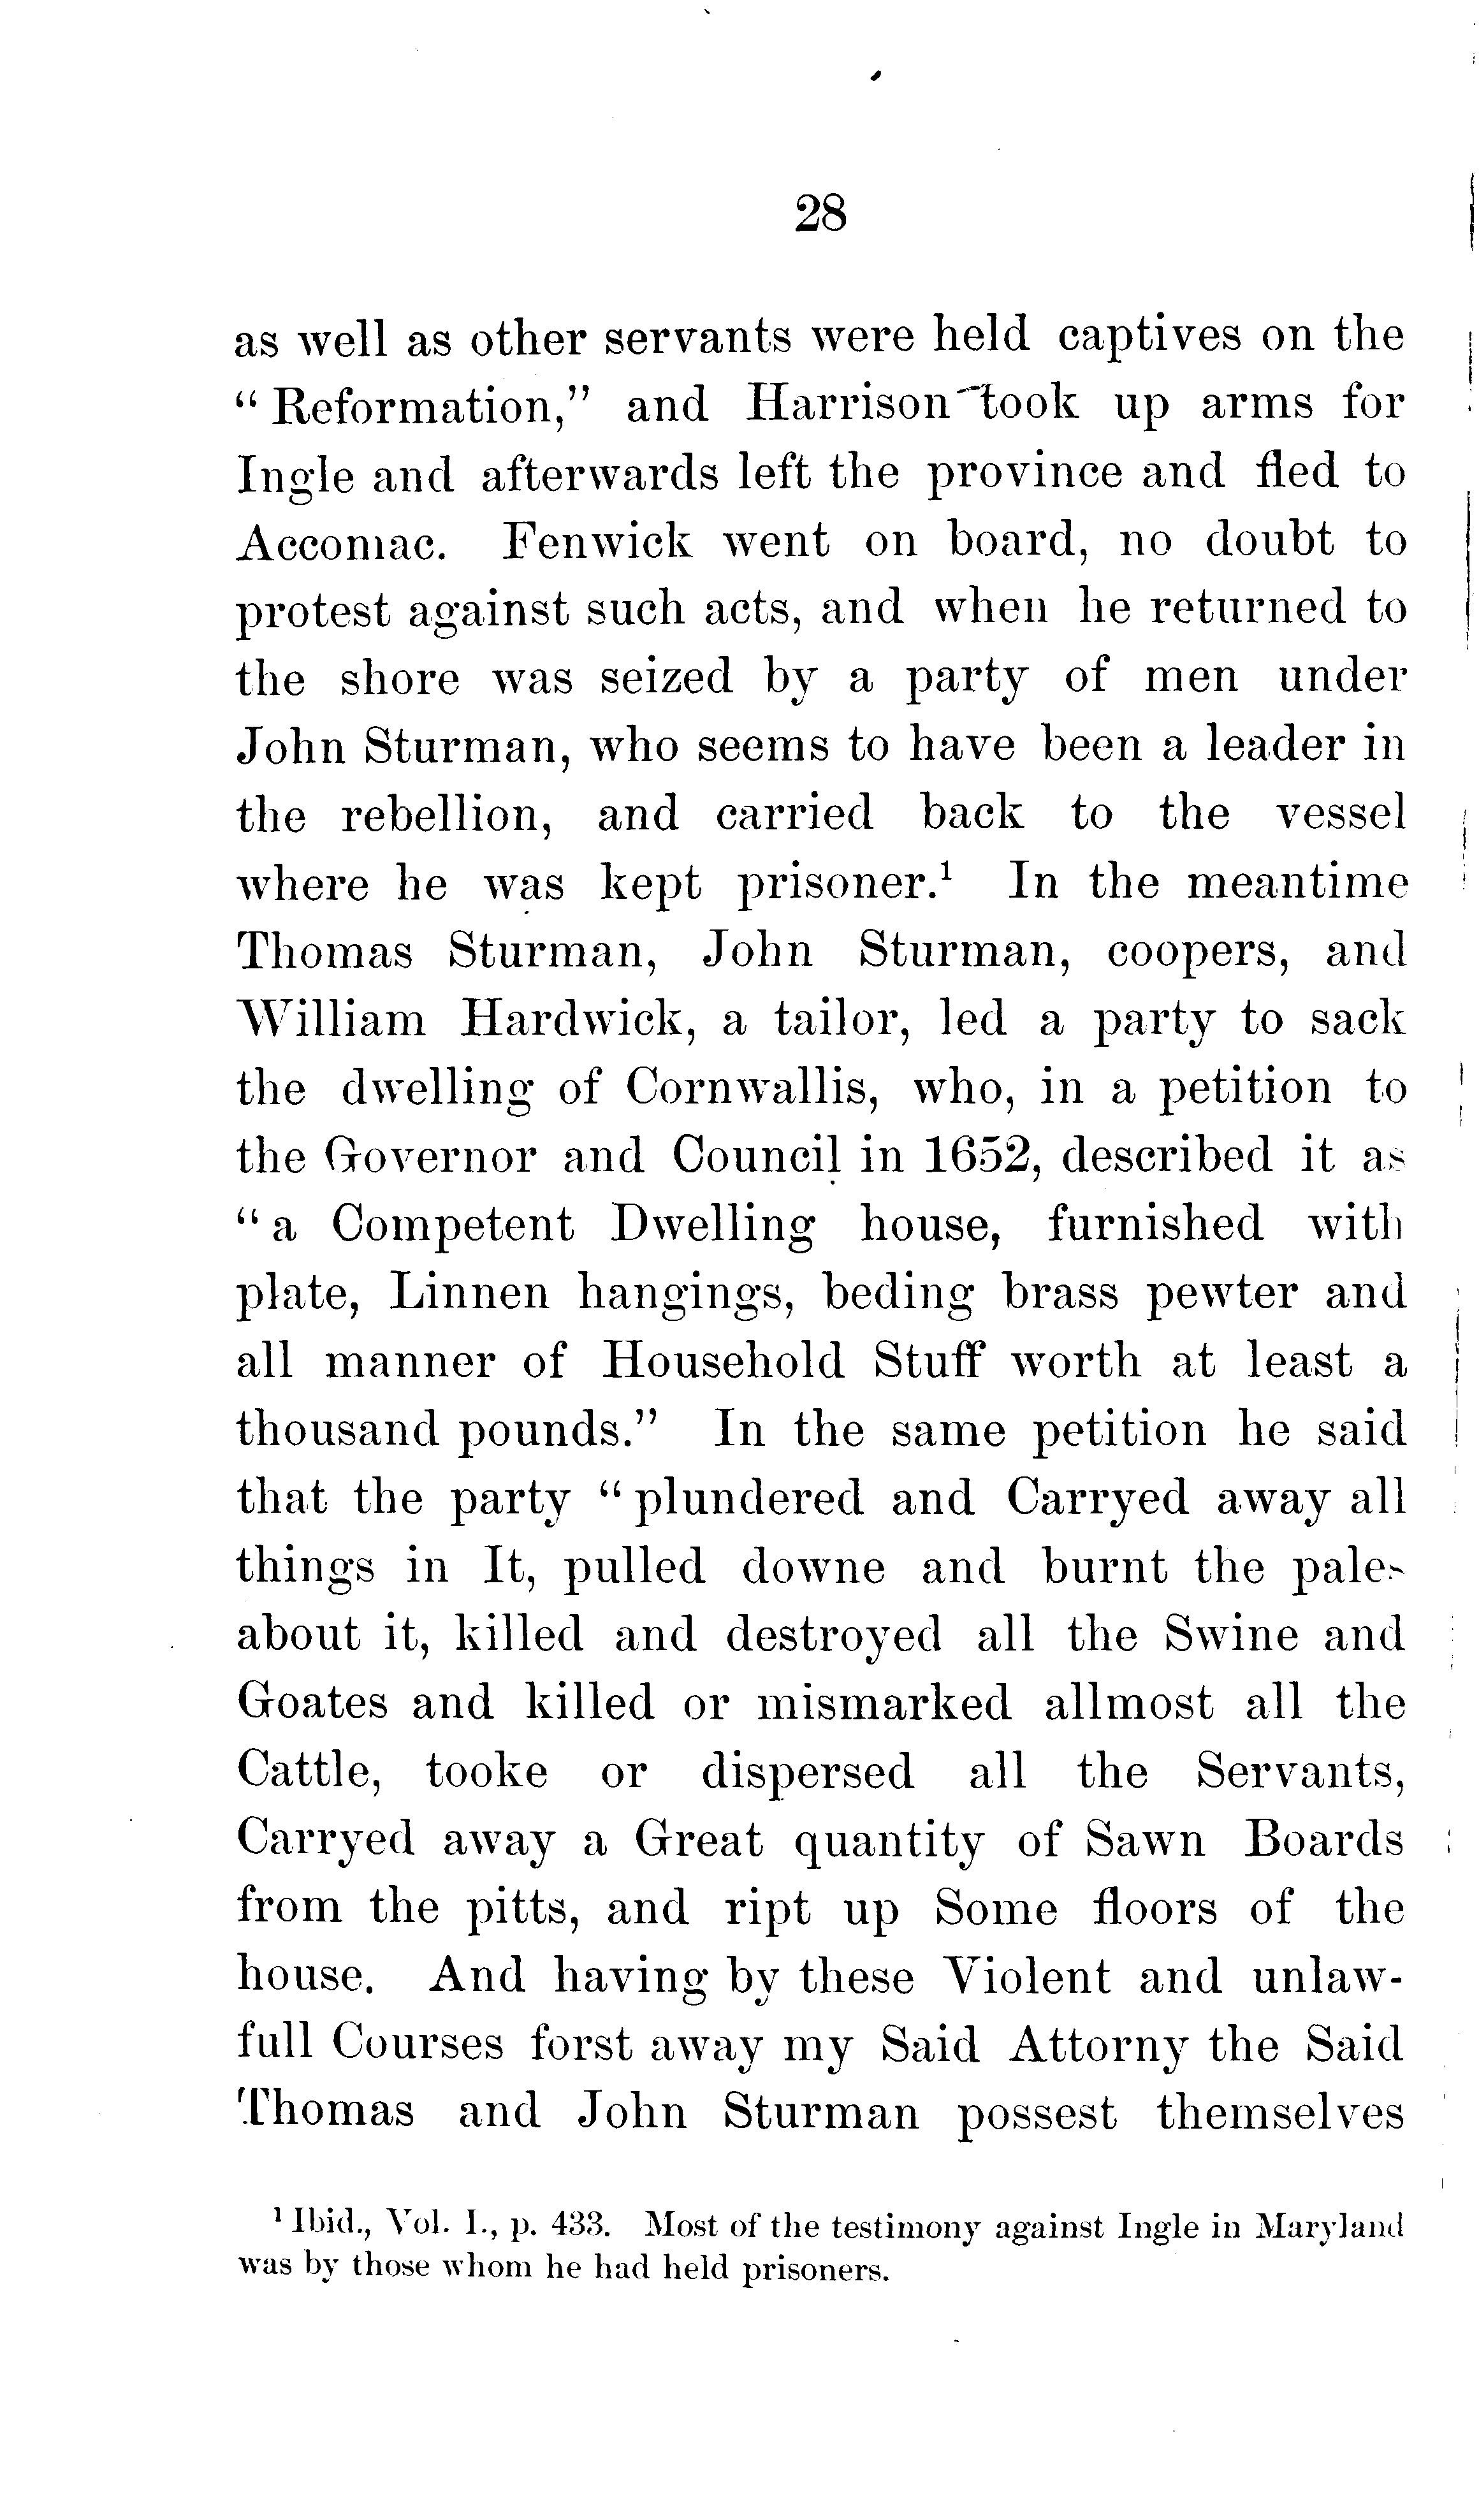 28
as well as other servants were held captives on the
“Reformation,” and Harrison took up arms for
Ingle and afterwards left the province and fled to
Accomac. Fenwick went on board, no doubt to
protest against such acts, and when he returned to
the shore was seized by a party of men under
John Sturman, who seems to have been a leader in
the rebellion, and carried back to the vessel
where he was kept prisoner.¹ In the meantime
Thomas Sturman, John Sturman, coopers, and
William Hardwick, a tailor, led a party to sack
the dwelling of Cornwallis, who, in a petition to
the Governor and Council in 1652, described it as
“a Competent Dwelling house, furnished with
plate, Linnen hangings, beding brass pewter and
all manner of Household Stuff worth at least a
thousand pounds.” In the same petition he said
that the party “plundered and Carryed away all
things in It, pulled downe and burnt the pales
about it, killed and destroyed all the Swine and
Goates and killed or mismarked allmost all the
Cattle, tooke or dispersed all the Servants,
Carryed away a Great quantity of Sawn Boards
from the pitts, and ript up Some floors of the
house. And having by these Violent and unlaw-
full Courses forst away my Said Attorny the Said
Thomas and John Sturman possest themselves
¹ Ibid., Vol. I., p. 433. Most of the testimony against Ingle in Maryland
was by those whom he had held prisoners.